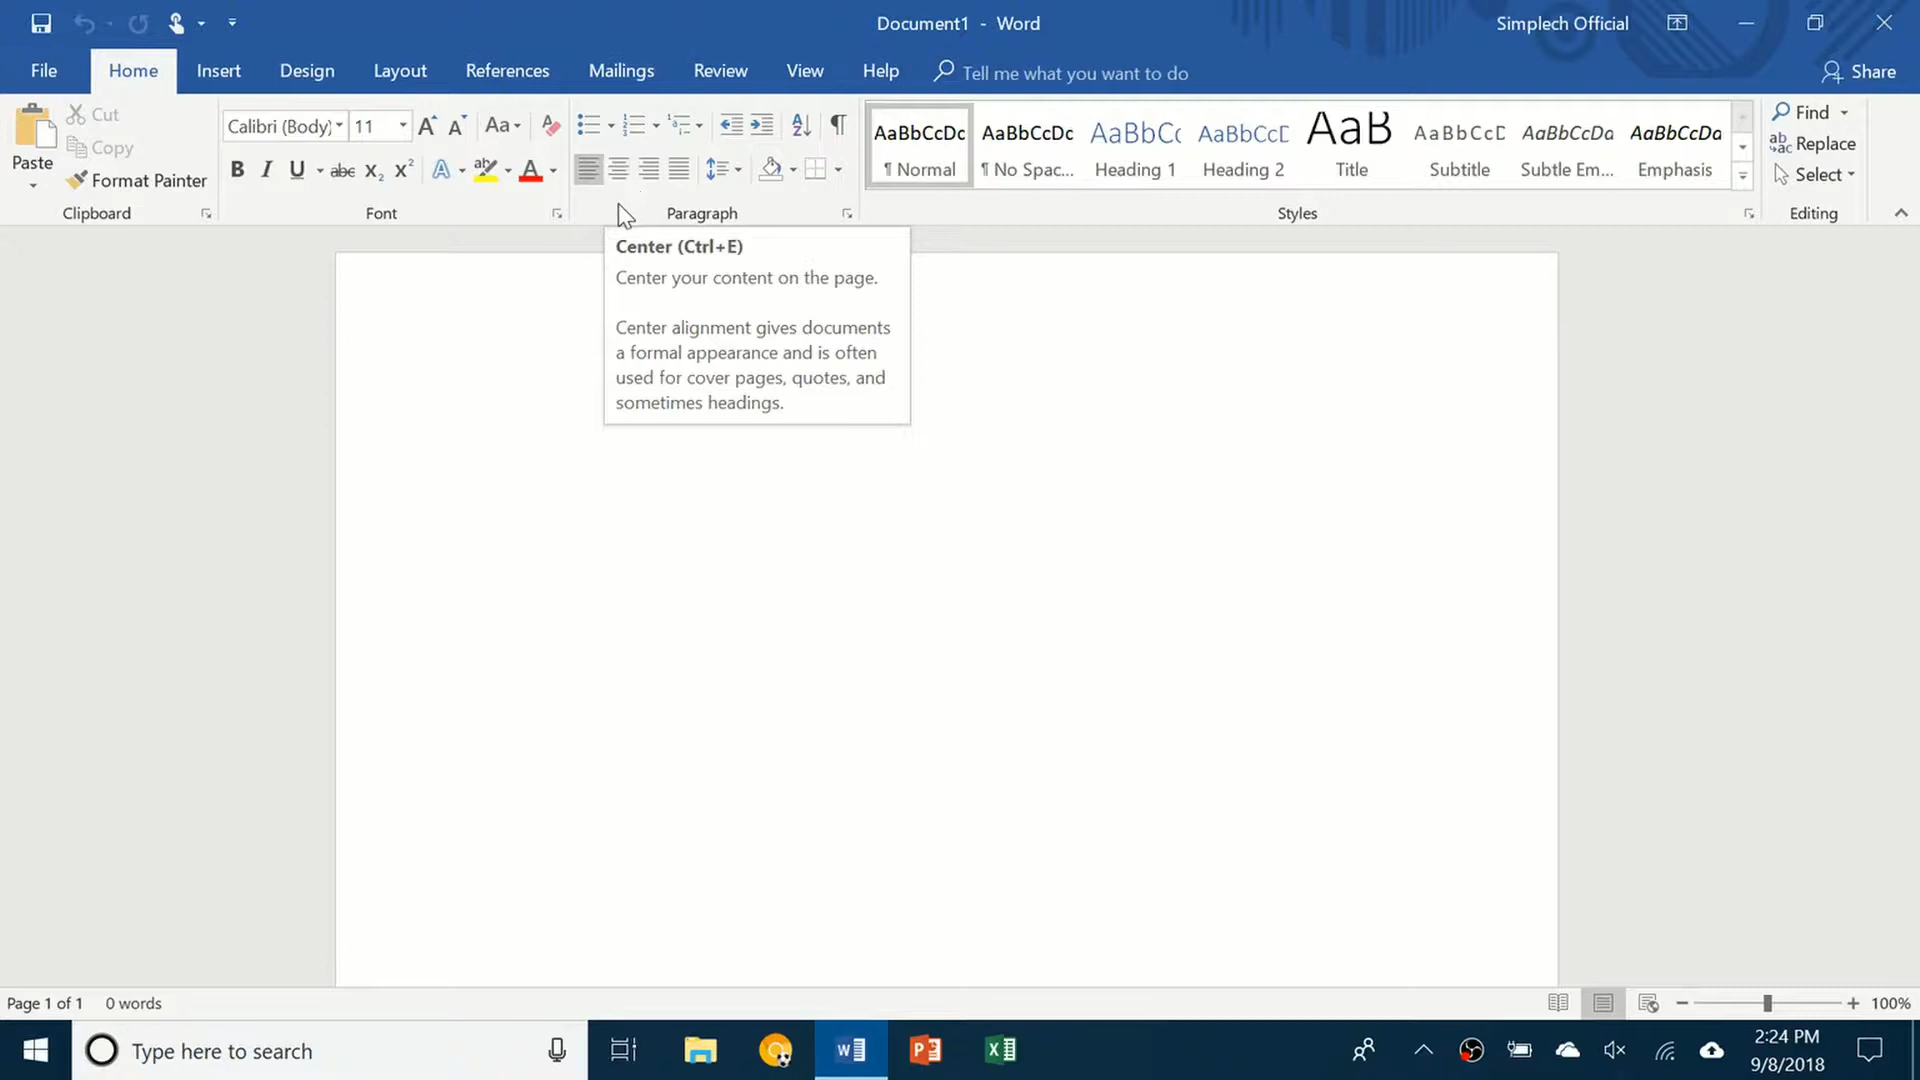 Document1 - Word
Simplech Official
File
Home
Insert
Design
Layout
References
Mailings
Review
View
Help
Tell me what you want to do
Share
Paste
Cut
Copy
Format Painter
Clipboard
Calibri (Body)
11
Aa
B I U abc X₂ X²
A
A
Font
Paragraph
AaBbCcDc
¶ Normal
AaBbCcDc
¶ No Spac...
AaBbCc
Heading 1
AaBbCcD
Heading 2
AaB
Title
AaBbCcD
Subtitle
AaBbCcDa
Subtle Em...
AaBbCcDa
Emphasis
Styles
Find
Replace
Select
Editing
Center (Ctrl+E)
Center your content on the page.
Center alignment gives documents
a formal appearance and is often
used for cover pages, quotes, and
sometimes headings.
Page 1 of 1
0 words
100%
Type here to search
2:24 PM
9/8/2018